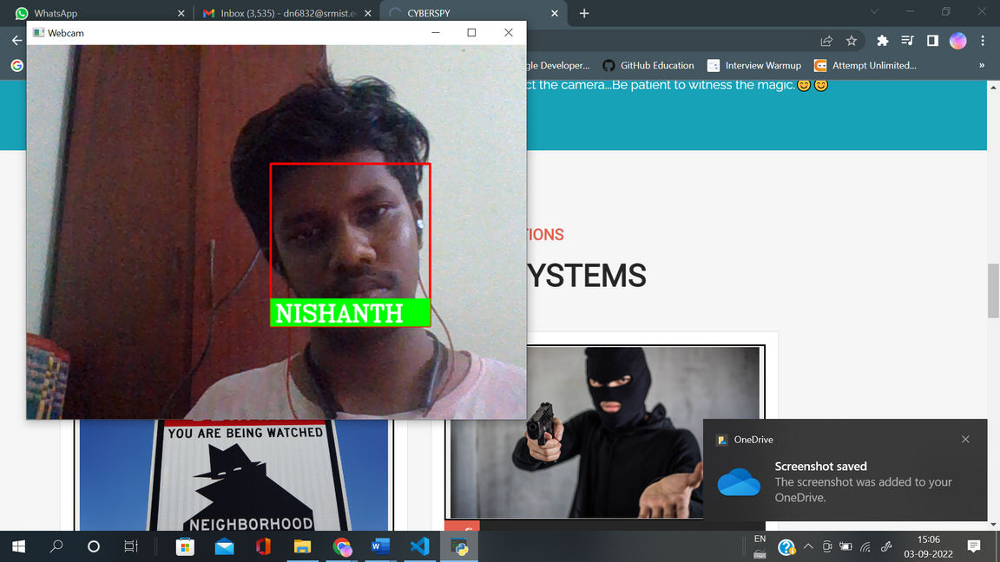 WhatsApp
Inbox (3,535) - dn6832@srmist.e
CYBERSPY
Webcam
gle Developer...
GitHub Education
Interview Warmup
Attempt Unlimited...
»
ct the camera...Be patient to witness the magic.😊😊
TIONS
YSTEMS
NISHANTH
YOU ARE BEING WATCHED
NEIGHBORHOOD
OneDrive
Screenshot saved
The screenshot was added to your
OneDrive.
EN
15:06
03-09-2022